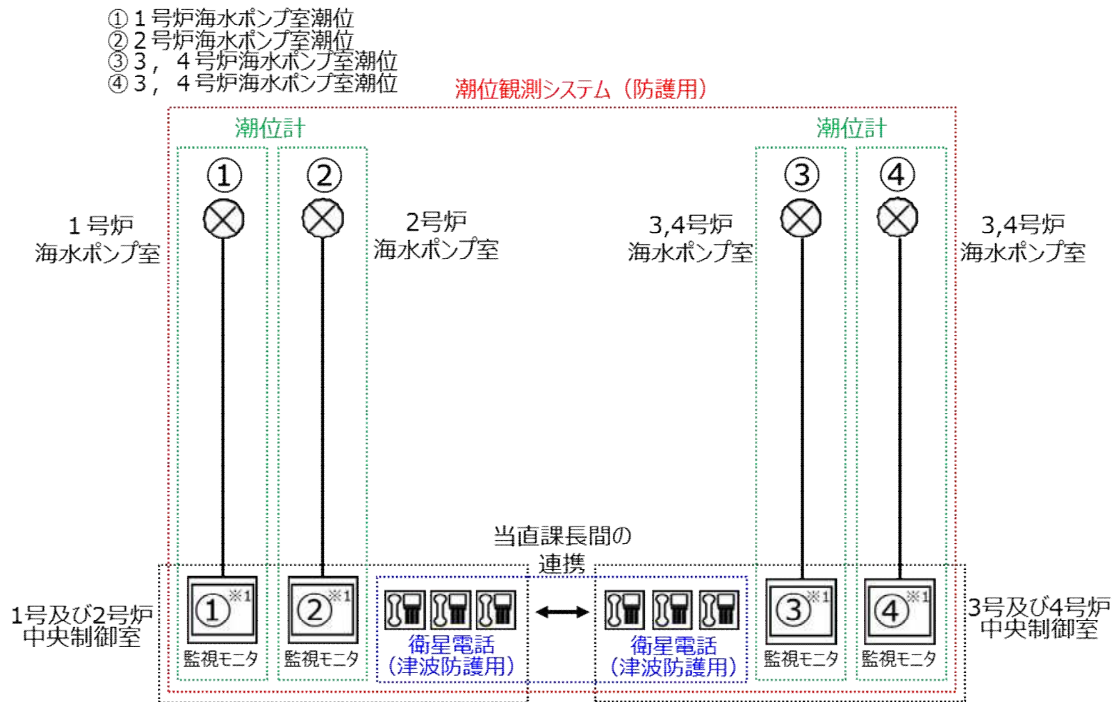 ①１号炉海水ポンプ室潮位
②２号炉海水ポンプ室潮位
③３，４号炉海水ポンプ室潮位
④３，４号炉海水ポンプ室潮位
潮位観測システム（防護用）
潮位計
潮位計
①
②
③
④
１号炉
海水ポンプ室
2号炉
海水ポンプ室
3,4号炉
海水ポンプ室
3,4号炉
海水ポンプ室
当直課長間の
連携
1号及び2号炉
中央制御室
①※1
監視モニタ
②※1
監視モニタ
衛星電話
（津波防護用）
衛星電話
（津波防護用）
③※1
監視モニタ
④※1
監視モニタ
3号及び4号炉
中央制御室